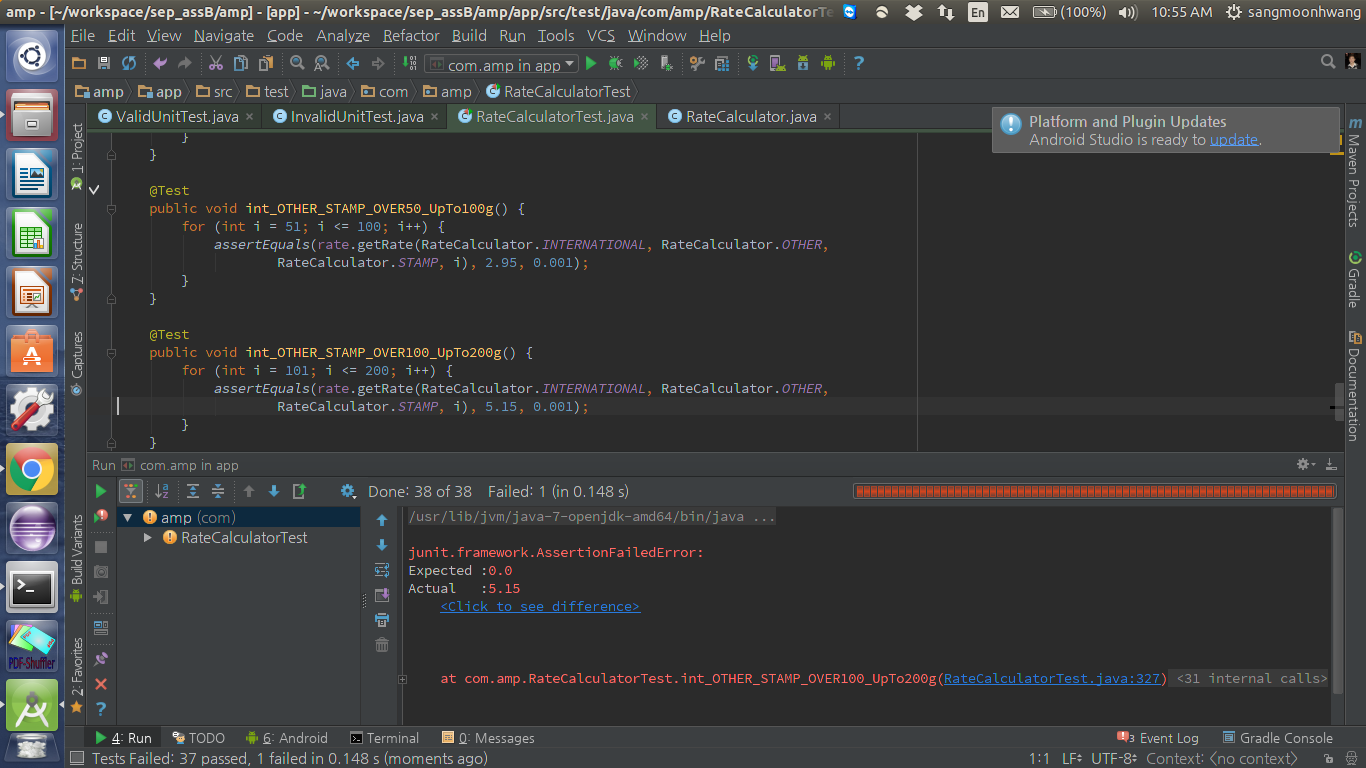 amp - [~/workspace/sep_assB/amp] - [app] - ~/workspace/sep_assB/amp/app/src/test/java/com/amp/RateCalculatorTe
En (100%) 10:55 AM sangmoonhwang
File Edit View Navigate Code Analyze Refactor Build Run Tools VCS Window Help
com.amp in app
amp app src test java com amp RateCalculatorTest
ValidUnitTest.java InvalidUnitTest.java RateCalculatorTest.java RateCalculator.java
Platform and Plugin Updates
Android Studio is ready to update.
1: Project
Z: Structure
Captures
Build Variants
2: Favorites
Maven Projects
Gradle
Documentation
}
}
@Test
public void int_OTHER_STAMP_OVER50_UpTo100g() {
for (int i = 51; i <= 100; i++) {
assertEquals(rate.getRate(RateCalculator.INTERNATIONAL, RateCalculator.OTHER,
RateCalculator.STAMP, i), 2.95, 0.001);
}
}
@Test
public void int_OTHER_STAMP_OVER100_UpTo200g() {
for (int i = 101; i <= 200; i++) {
assertEquals(rate.getRate(RateCalculator.INTERNATIONAL, RateCalculator.OTHER,
RateCalculator.STAMP, i), 5.15, 0.001);
}
}
Run com.amp in app
Done: 38 of 38 Failed: 1 (in 0.148 s)
amp (com)
RateCalculatorTest
/usr/lib/jvm/java-7-openjdk-amd64/bin/java ...
junit.framework.AssertionFailedError:
Expected :0.0
Actual :5.15
<Click to see difference>
at com.amp.RateCalculatorTest.int_OTHER_STAMP_OVER100_UpTo200g(RateCalculatorTest.java:327) <31 internal calls>
PDF-Shuffler
4: Run TODO 6: Android Terminal 0: Messages 3 Event Log Gradle Console
Tests Failed: 37 passed, 1 failed in 0.148 s (moments ago) 1:1 LF UTF-8 Context: <no context>